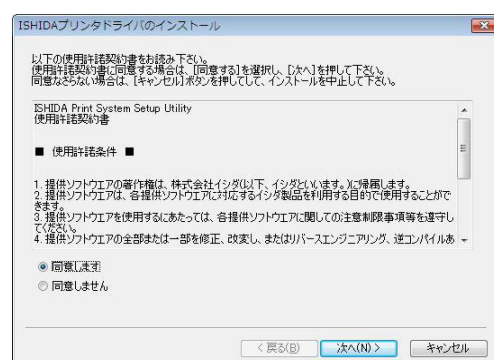 ISHIDAプリンタドライバのインストール
以下の使用許諾契約書をお読み下さい。
使用許諾契約書に同意する場合は、[同意する]を選択し、[次へ]を押して下さい。
同意なさらない場合は、[キャンセル]ボタンを押してして、インストールを中止して下さい。
ISHIDA Print System Setup Utility
使用許諾契約書
■ 使用許諾条件 ■
1. 提供ソフトウエアの著作権は、株式会社イシダ(以下、イシダといいます。)に帰属します。
2. 提供ソフトウエアは、各提供ソフトウエアに対応するイシダ製品を利用する目的で使用することがで
きます。
3. 提供ソフトウエアを使用するにあたっては、各提供ソフトウエアに関しての注意制限事項等を遵守し
てください。
4. 提供ソフトウエアの全部または一部を修正、改変し、またはリバースエンジニアリング、逆コンパイルあ
同意します
同意しません
< 戻る(B)
次へ(N) >
キャンセル